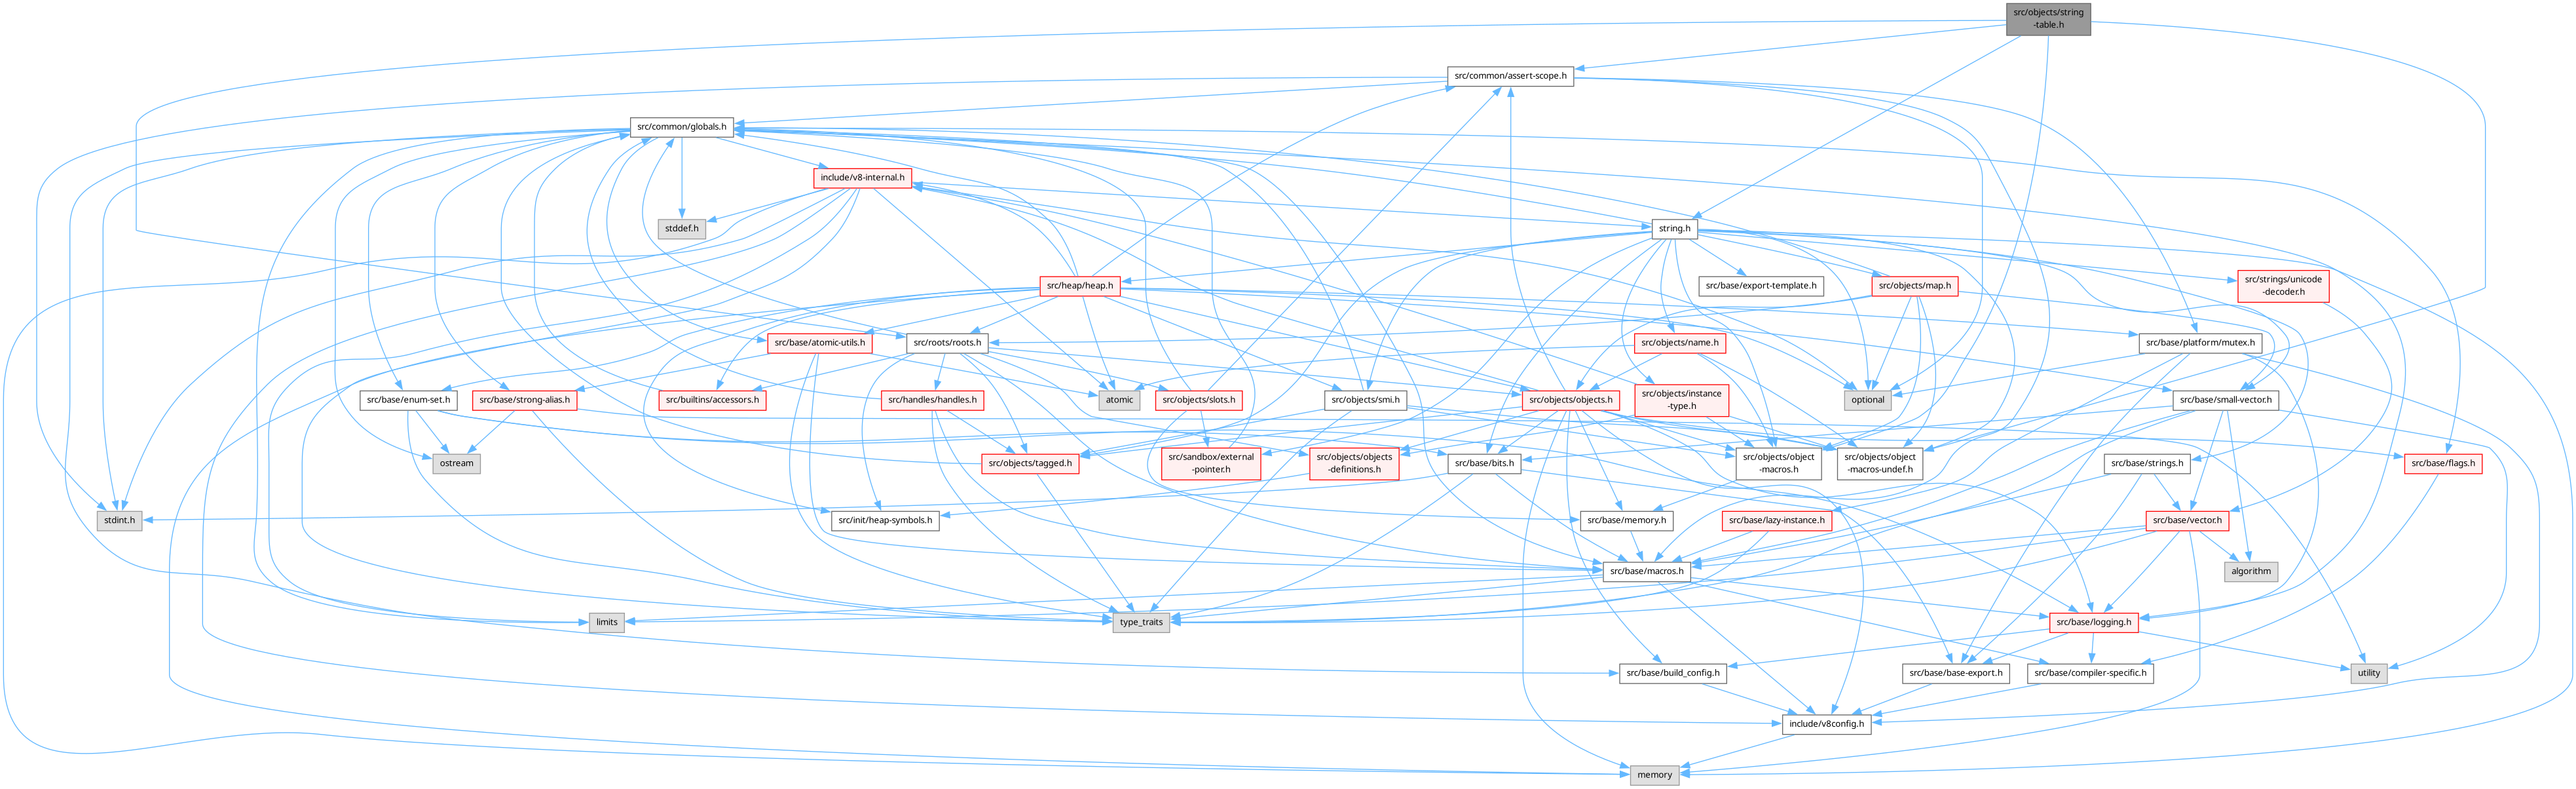 src/objects/string
-table.h
src/common/assert-scope.h
src/common/globals.h
include/v8-internal.h
stddef.h
string.h
src/heap/heap.h
src/base/export-template.h
src/objects/map.h
src/strings/unicode
-decoder.h
src/base/atomic-utils.h
src/roots/roots.h
src/objects/name.h
src/base/platform/mutex.h
src/base/enum-set.h
src/base/strong-alias.h
src/builtins/accessors.h
src/handles/handles.h
atomic
src/objects/slots.h
src/objects/smi.h
src/objects/objects.h
src/objects/instance
-type.h
optional
src/base/small-vector.h
ostream
src/objects/tagged.h
src/sandbox/external
-pointer.h
src/objects/objects
-definitions.h
src/base/bits.h
src/objects/object
-macros.h
src/objects/object
-macros-undef.h
src/base/strings.h
src/base/flags.h
stdint.h
src/init/heap-symbols.h
src/base/memory.h
src/base/lazy-instance.h
src/base/vector.h
src/base/macros.h
algorithm
limits
type_traits
src/base/logging.h
src/base/build_config.h
src/base/base-export.h
src/base/compiler-specific.h
utility
include/v8config.h
memory